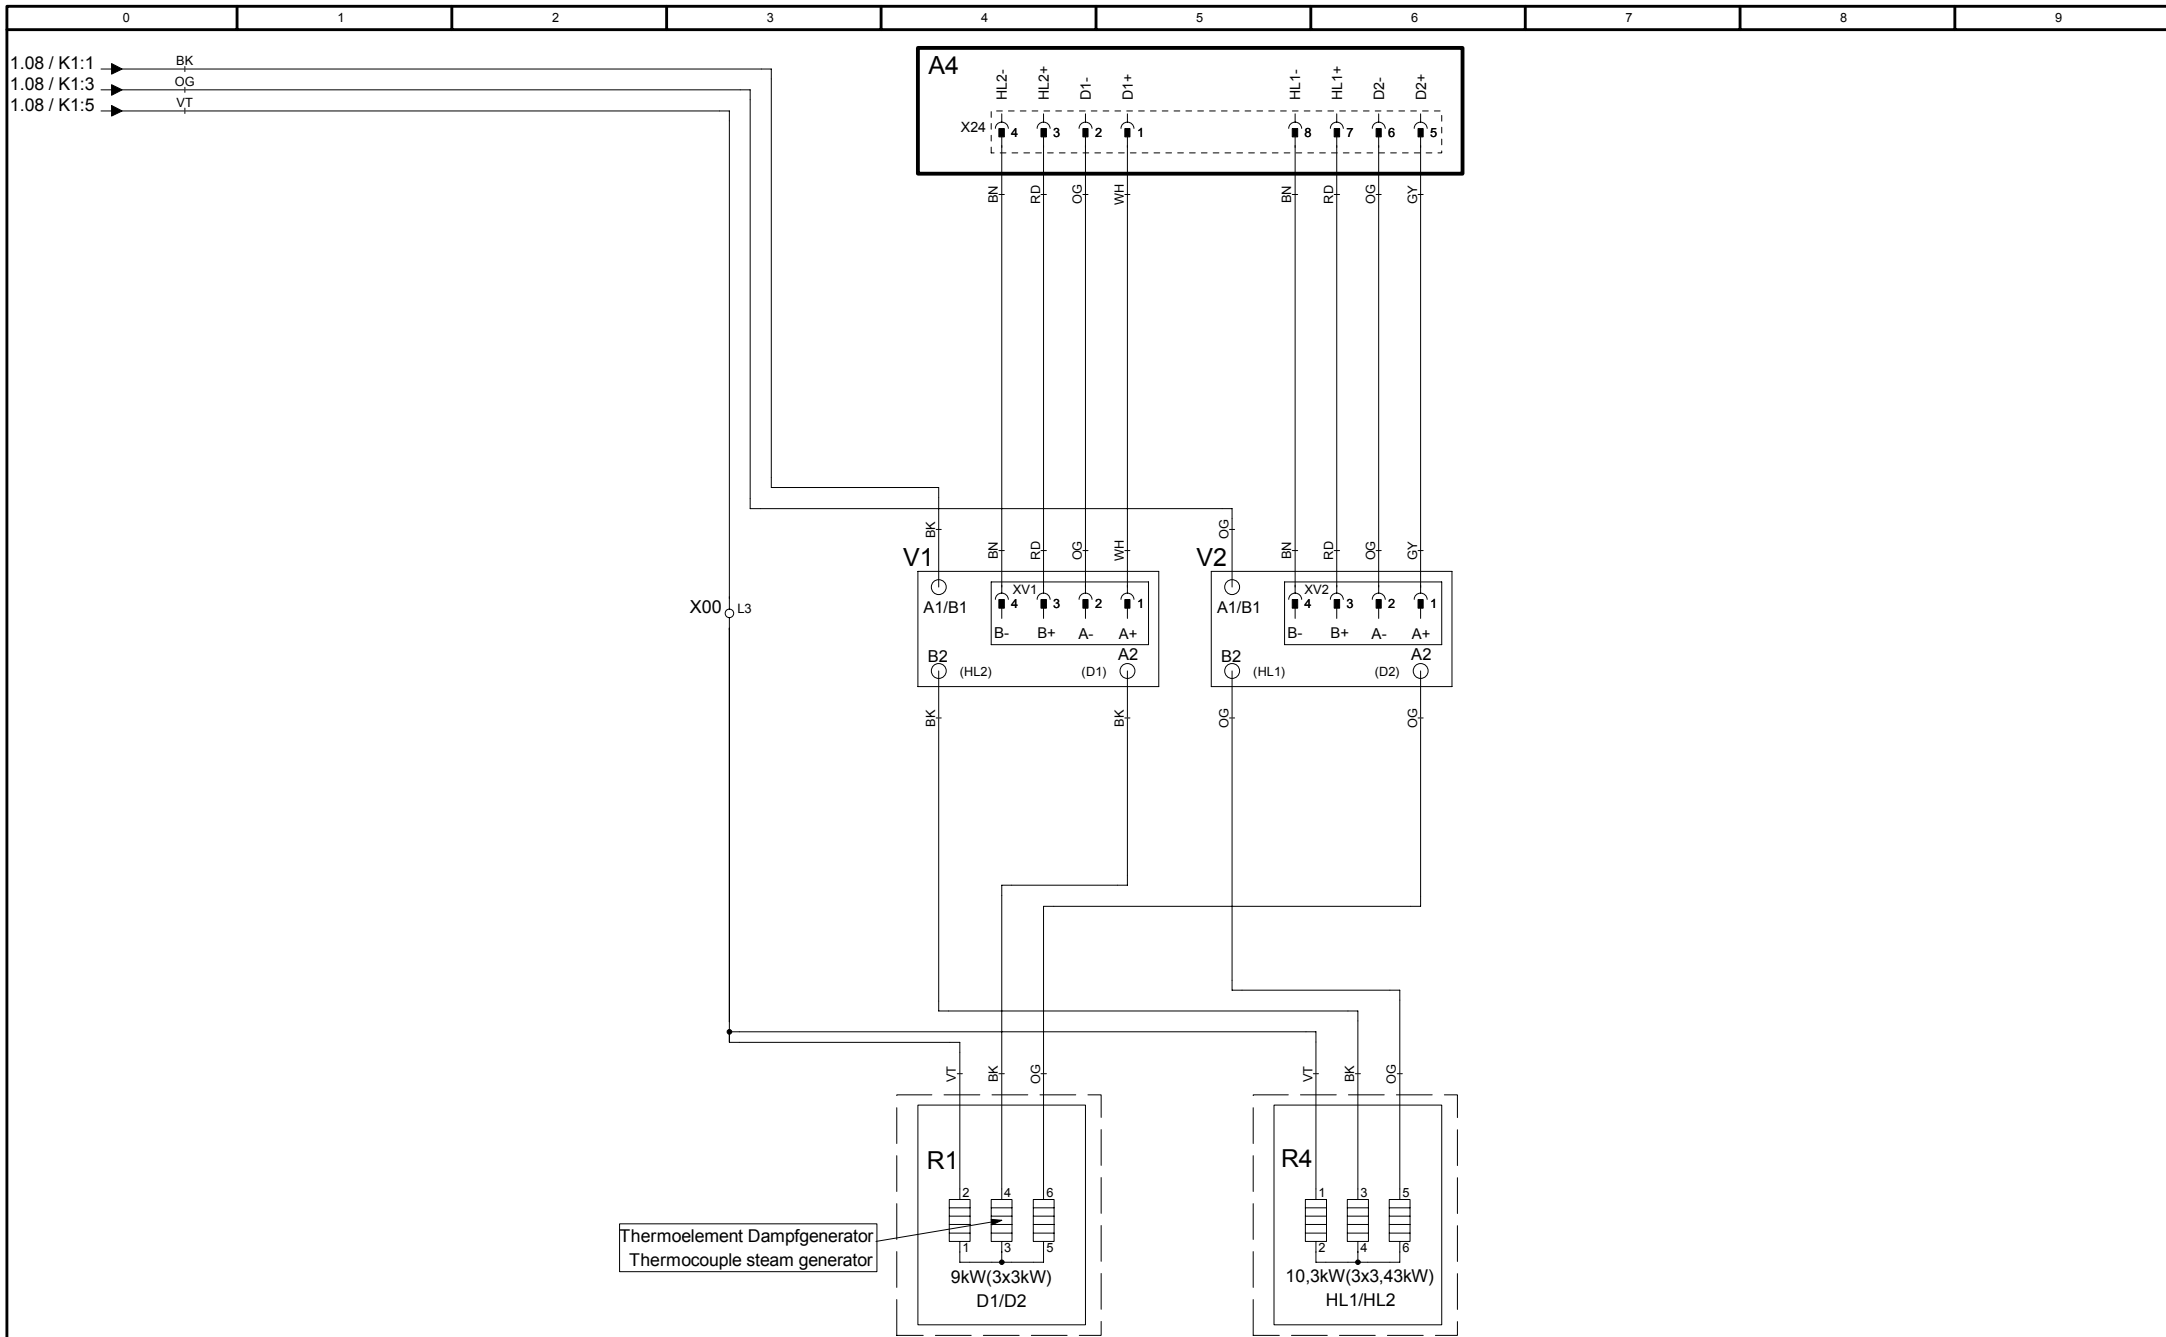 0 1 2 3 4 5 6 7 8 9
1.08 / K1:1 BK
1.08 / K1:3 OG
1.08 / K1:5 VT
A4
HL2- HL2+ D1- D1+ HL1- HL1+ D2- D2+
X24 4 3 2 1 8 7 6 5
BN RD OG WH BN RD OG GY
BK BN RD OG WH OG BN RD OG GY
V1 V2
XV1 XV2
A1/B1 4 3 2 1 A1/B1 4 3 2 1
X00 L3
B- B+ A- A+ B- B+ A- A+
B2 (HL2) (D1) A2 B2 (HL1) (D2) A2
BK BK OG OG
VT BK OG VT BK OG
R1 R4
2 4 6 1 3 5
Thermoelement Dampfgenerator
Thermocouple steam generator
1 3 5 2 4 6
9kW(3x3kW) 10,3kW(3x3,43kW)
D1/D2 HL1/HL2